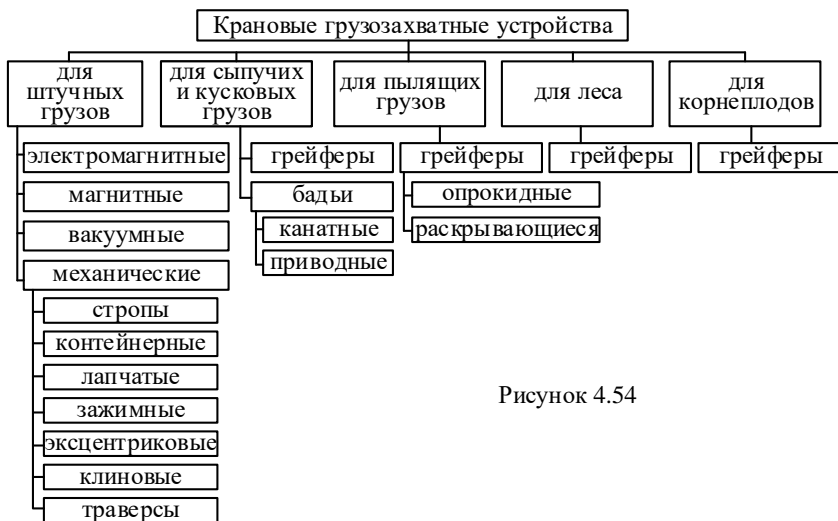 Крановые грузозахватные устройства
для
штучных
грузов
для сыпучих
и кусковых
грузов
для пылящих
грузов
для леса
для
корнеплодов
электромагнитные
магнитные
вакуумные
механические
стропы
контейнерные
лапчатые
зажимные
эксцентриковые
клиновые
траверсы
грейферы
бадьи
канатные
приводные
грейферы
опрокидные
раскрывающиеся
грейферы
грейферы
Рисунок 4.54